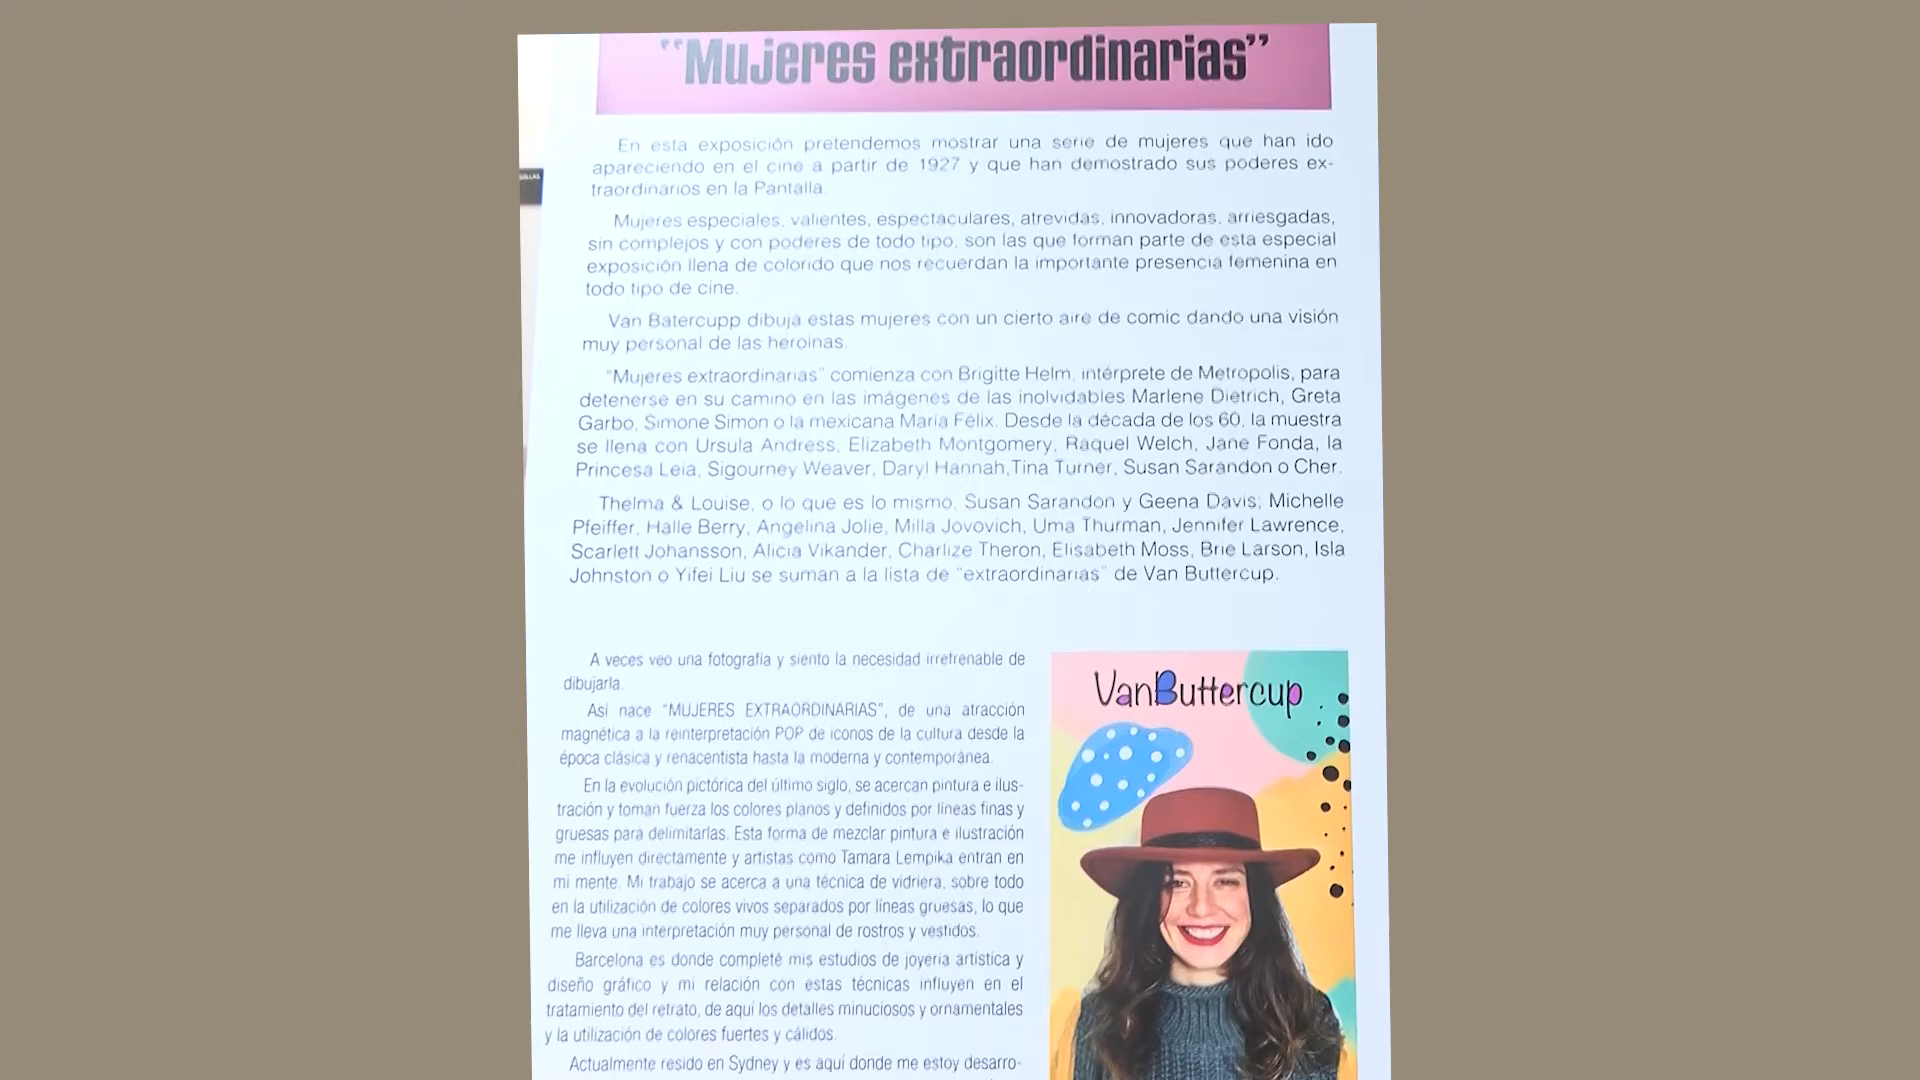 “Mujeres extraordinarias”
En esta exposición pretendemos mostrar una serie de mujeres que han ido
apareciendo en el cine a partir de 1927 y que han demostrado sus poderes ex-
traordinarios en la Pantalla.
Mujeres especiales, valientes, espectaculares, atrevidas, innovadoras, arriesgadas,
sin complejos y con poderes de todo tipo, son las que forman parte de esta especial
exposición llena de colorido que nos recuerdan la importante presencia femenina en
todo tipo de cine.
Van Batercupp dibuja estas mujeres con un cierto aire de comic dando una visión
muy personal de las heroinas.
“Mujeres extraordinarias” comienza con Brigitte Helm, intérprete de Metropolis, para
detenerse en su camino en las imágenes de las inolvidables Marlene Dietrich, Greta
Garbo, Simone Simon o la mexicana María Félix. Desde la década de los 60, la muestra
se llena con Ursula Andress, Elizabeth Montgomery, Raquel Welch, Jane Fonda, la
Princesa Leia, Sigourney Weaver, Daryl Hannah,Tina Turner, Susan Sarandon o Cher.
Thelma & Louise, o lo que es lo mismo, Susan Sarandon y Geena Davis; Michelle
Pfeiffer, Halle Berry, Angelina Jolie, Milla Jovovich, Uma Thurman, Jennifer Lawrence,
Scarlett Johansson, Alicia Vikander, Charlize Theron, Elisabeth Moss, Brie Larson, Isla
Johnston o Yifei Liu se suman a la lista de “extraordinarias” de Van Buttercup.
A veces veo una fotografía y siento la necesidad irrefrenable de
dibujarla.
Así nace “MUJERES EXTRAORDINARIAS”, de una atracción
magnética a la reinterpretación POP de iconos de la cultura desde la
época clásica y renacentista hasta la moderna y contemporánea.
En la evolución pictórica del último siglo, se acercan pintura e ilus-
tración y toman fuerza los colores planos y definidos por líneas finas y
gruesas para delimitarlas. Esta forma de mezclar pintura e ilustración
me influyen directamente y artistas como Tamara Lempika entran en
mi mente. Mi trabajo se acerca a una técnica de vidriera, sobre todo
en la utilización de colores vivos separados por líneas gruesas, lo que
me lleva una interpretación muy personal de rostros y vestidos.
Barcelona es donde completé mis estudios de joyería artística y
diseño gráfico y mi relación con estas técnicas influyen en el
tratamiento del retrato, de aquí los detalles minuciosos y ornamentales
y la utilización de colores fuertes y cálidos.
Actualmente resido en Sydney y es aquí donde me estoy desarro-
VanButtercup